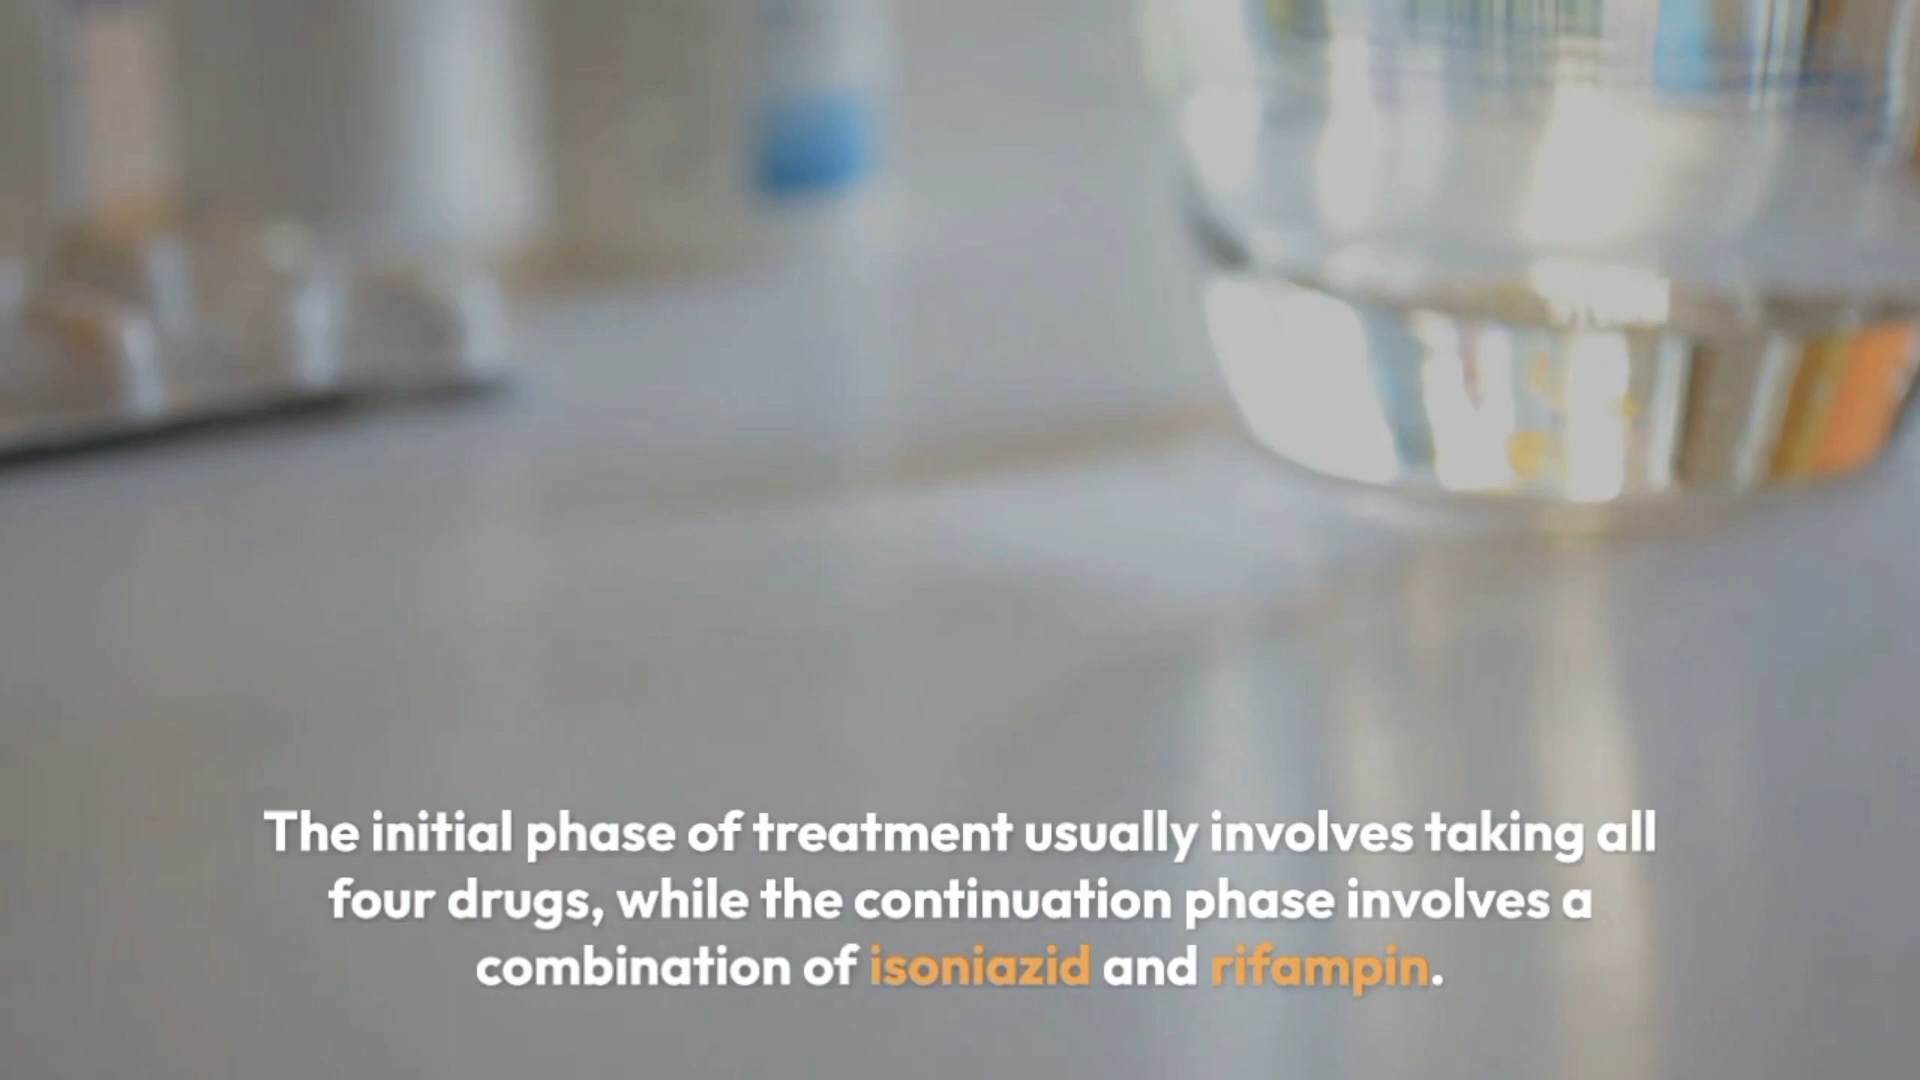 The initial phase of treatment usually involves taking all
four drugs, while the continuation phase involves a
combination of isoniazid and rifampin.